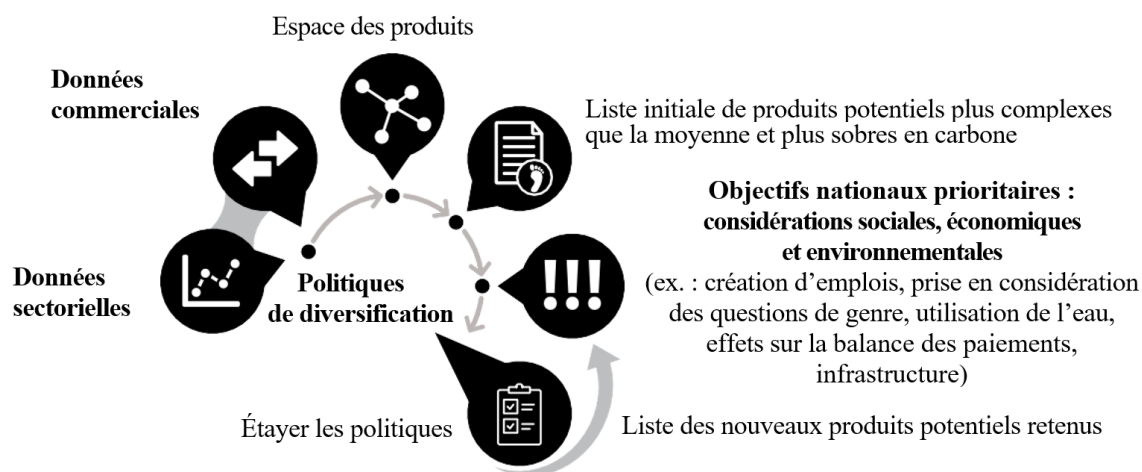 Espace des produits
Données
commerciales
Liste initiale de produits potentiels plus complexes
que la moyenne et plus sobres en carbone
Objectifs nationaux prioritaires :
considérations sociales, économiques
et environnementales
(ex. : création d’emplois, prise en considération
des questions de genre, utilisation de l’eau,
effets sur la balance des paiements,
infrastructure)
Données
sectorielles
Politiques
de diversification
Étayer les politiques
Liste des nouveaux produits potentiels retenus